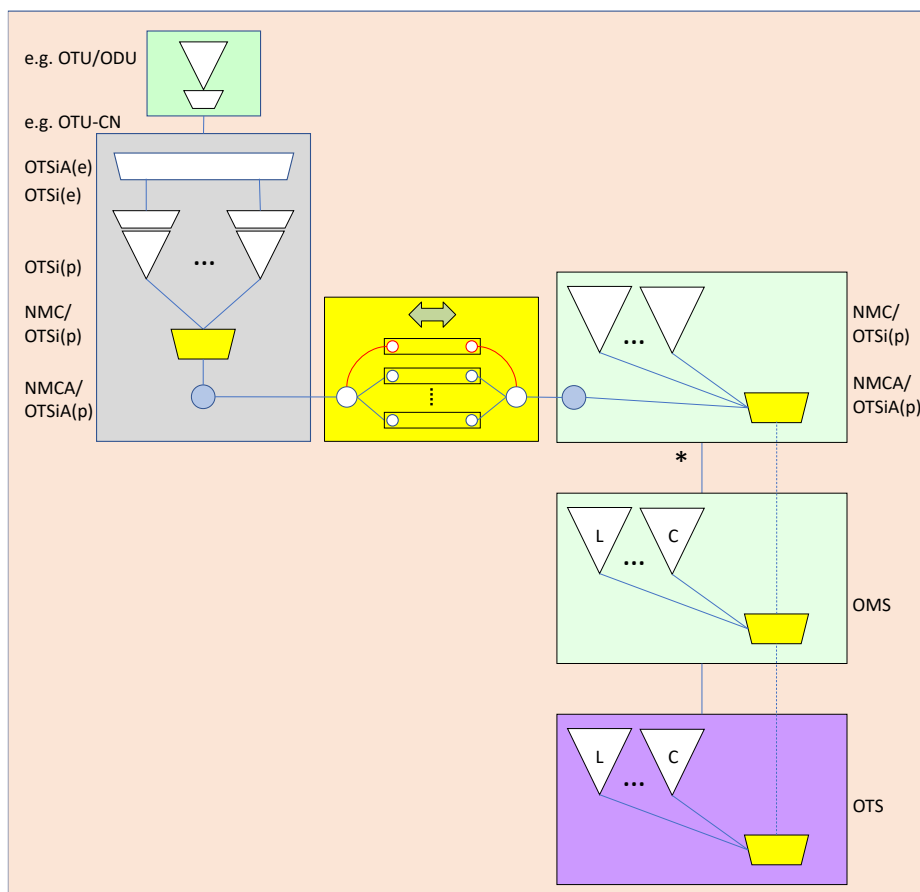 e.g. OTU/ODU
e.g. OTU-CN
OTSiA(e)
OTSi(e)
OTSi(p)
...
NMC/
OTSi(p)
NMCA/
OTSiA(p)
...
NMC/
OTSi(p)
NMCA/
OTSiA(p)
*
L
C
...
OMS
L
C
...
OTS